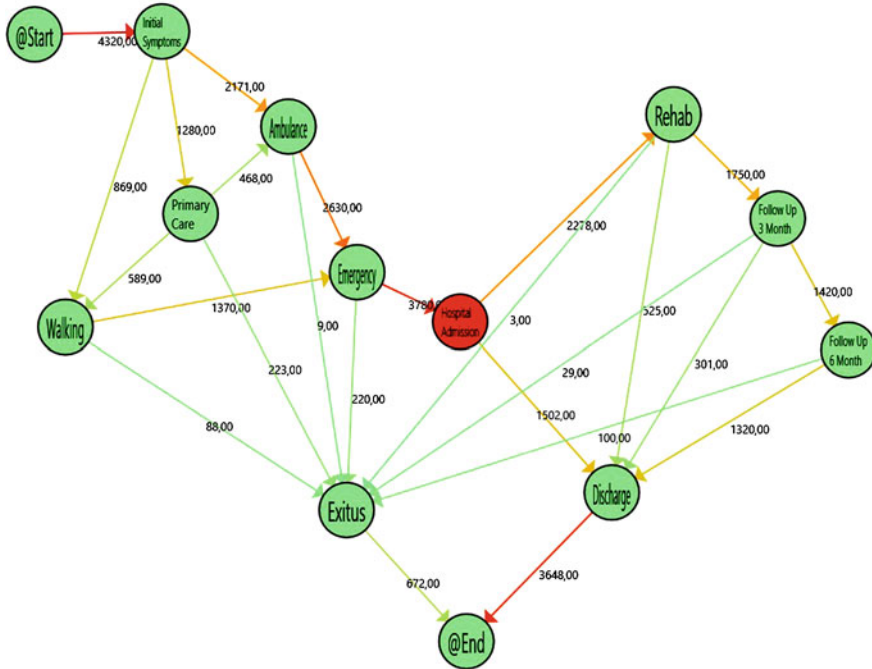 @Start
4320,00
Initial
Symptoms
2171,00
1280,00
869,00
Ambulance
468,00
Primary
Care
589,00
2630,00
Walking
1370,00
Emergency
3780,
Hospital
Admission
9,00
223,00
220,00
88,00
Rehab
2278,00
1750,00
Follow Up
3 Month
1420,00
Follow Up
6 Month
3,00
525,00
29,00
301,00
1502,00
100,00
1320,00
Exitus
Discharge
672,00
3648,00
@End